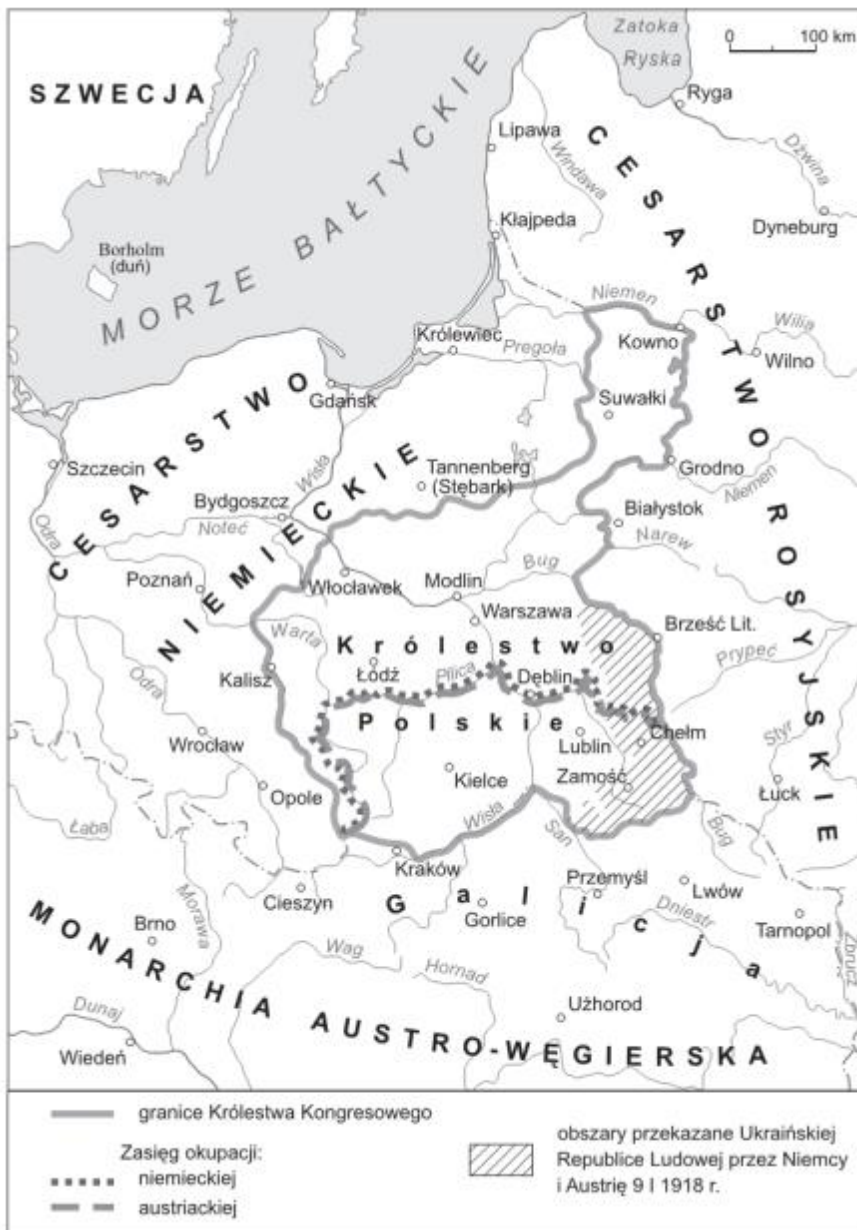 Zatoka
Ryska
0 100 km
SZWECJA
Ryga
Lipawa
Windawa
Dźwina
CESARSTWO ROSYJSKIE
Dyneburg
Kłajpeda
Borholm
(duń)
MORZE BAŁTYCKIE
Niemen
Kowno
Wilia
Wilno
Królewiec
Pregoła
Gdańsk
Suwałki
CESARSTWO NIEMIECKIE
Szczecin
Wisła
Tannenberg
(Stębark)
Grodno
Niemen
Bydgoszcz
Noteć
Odra
Białystok
Narew
Poznań
Włocławek
Modlin
Bug
Warszawa
Brześć Lit.
Warta
Królestwo
Prypeć
Kalisz
Łódź
Pilica
Dęblin
Odra
Polskie
Wrocław
Lublin
Chełm
Styr
Kielce
Zamość
Opole
Łuck
Łaba
Wisła
San
Bug
Kraków
Przemyśl
Lwów
Cieszyn
Galicja
Gorlice
Dniestr
Tarnopol
Brno
Morawa
Zbrucz
Wag
Hornad
MONARCHIA AUSTRO-WĘGIERSKA
Użhorod
Dunaj
Wiedeń
granice Królestwa Kongresowego
Zasięg okupacji:
niemieckiej
austriackiej
obszary przekazane Ukraińskiej
Republice Ludowej przez Niemcy
i Austrię 9 I 1918 r.